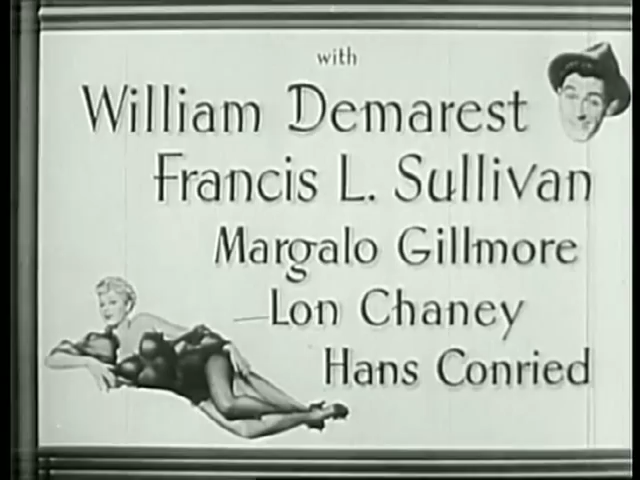 with
William Demarest
Francis L. Sullivan
Margalo Gillmore
Lon Chaney
Hans Conried